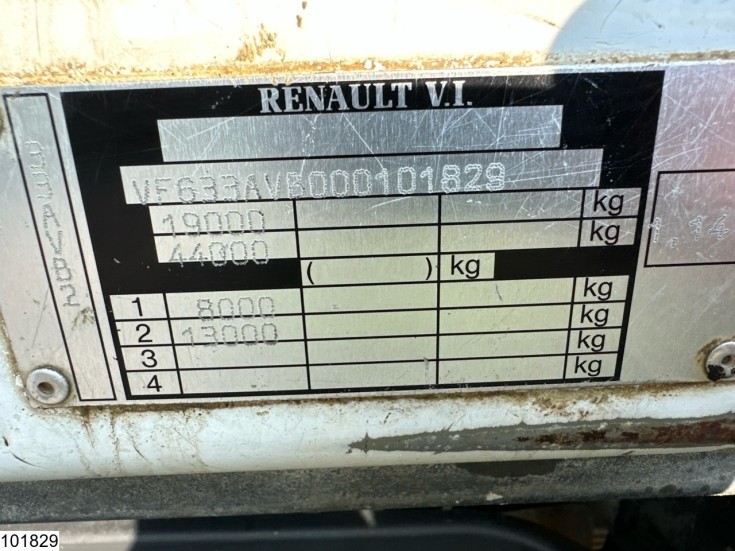 RENAULT V.I.
VF633AVB000101829
19000 kg
44000 kg
( ) kg
1 8000 kg
2 13000 kg
3 kg
4 kg
101829